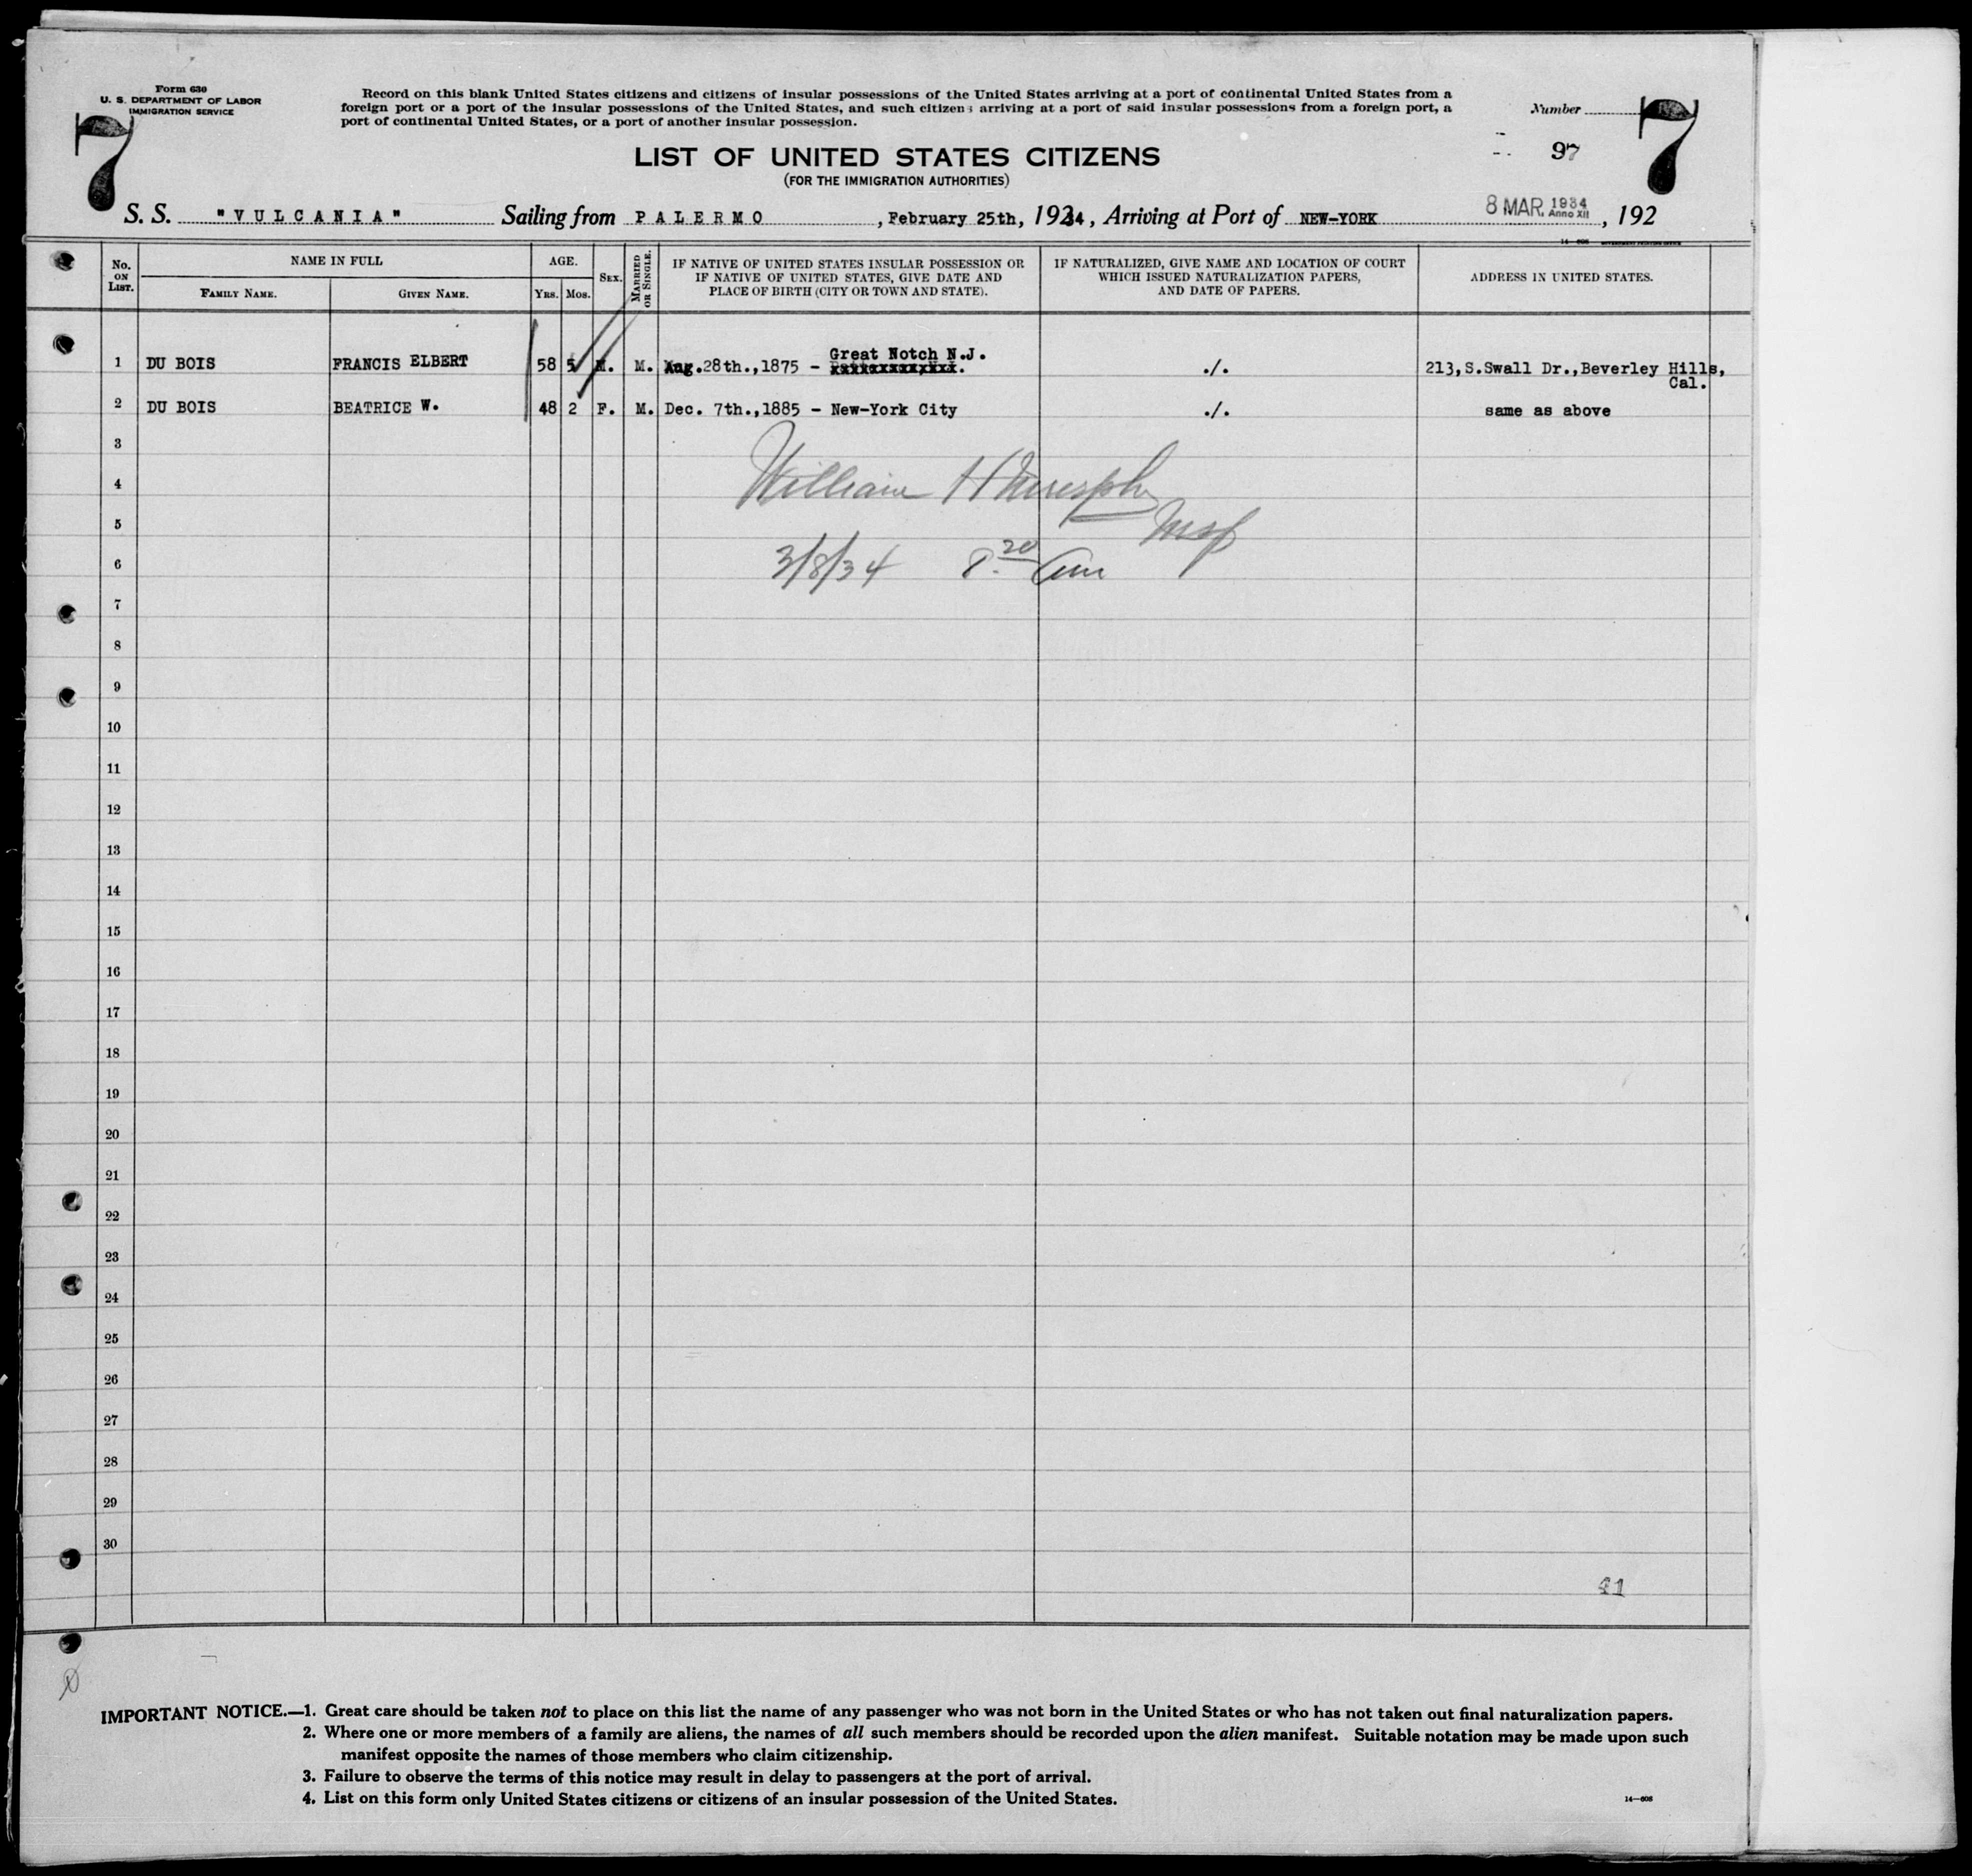 Form 630
U. S. DEPARTMENT OF LABOR
IMMIGRATION SERVICE
7
Record on this blank United States citizens and citizens of insular possessions of the United States arriving at a port of continental United States from a
foreign port or a port of the insular possessions of the United States, and such citizens arriving at a port of said insular possessions from a foreign port, a
port of continental United States, or a port of another insular possession.
Number
7
97
LIST OF UNITED STATES CITIZENS
(FOR THE IMMIGRATION AUTHORITIES)
S. S. "VULCANIA" Sailing from PALERMO, February 25th, 1934, Arriving at Port of NEW-YORK 8 MAR. 1934 Anno XII, 192
No. ON LIST.
NAME IN FULL
FAMILY NAME. GIVEN NAME.
AGE.
YRS. MOS.
SEX.
MARRIED OR SINGLE.
IF NATIVE OF UNITED STATES INSULAR POSSESSION OR
IF NATIVE OF UNITED STATES, GIVE DATE AND
PLACE OF BIRTH (CITY OR TOWN AND STATE).
IF NATURALIZED, GIVE NAME AND LOCATION OF COURT
WHICH ISSUED NATURALIZATION PAPERS,
AND DATE OF PAPERS.
ADDRESS IN UNITED STATES.
Great Notch N.J.
1 DU BOIS FRANCIS ELBERT 58 5 M. M. Aug. 28th.,1875 - xxxxxxxxxxxxx. ./. 213,S.Swall Dr.,Beverley Hills,
Cal.
2 DU BOIS BEATRICE W. 48 2 F. M. Dec. 7th.,1885 - New-York City ./. same as above
3
4 William H
5
6 3/8/34 8.20 am
7
8
9
10
11
12
13
14
15
16
17
18
19
20
21
22
23
24
25
26
27
28
29
30
41
IMPORTANT NOTICE.—1. Great care should be taken not to place on this list the name of any passenger who was not born in the United States or who has not taken out final naturalization papers.
2. Where one or more members of a family are aliens, the names of all such members should be recorded upon the alien manifest. Suitable notation may be made upon such
manifest opposite the names of those members who claim citizenship.
3. Failure to observe the terms of this notice may result in delay to passengers at the port of arrival.
4. List on this form only United States citizens or citizens of an insular possession of the United States.
14—608